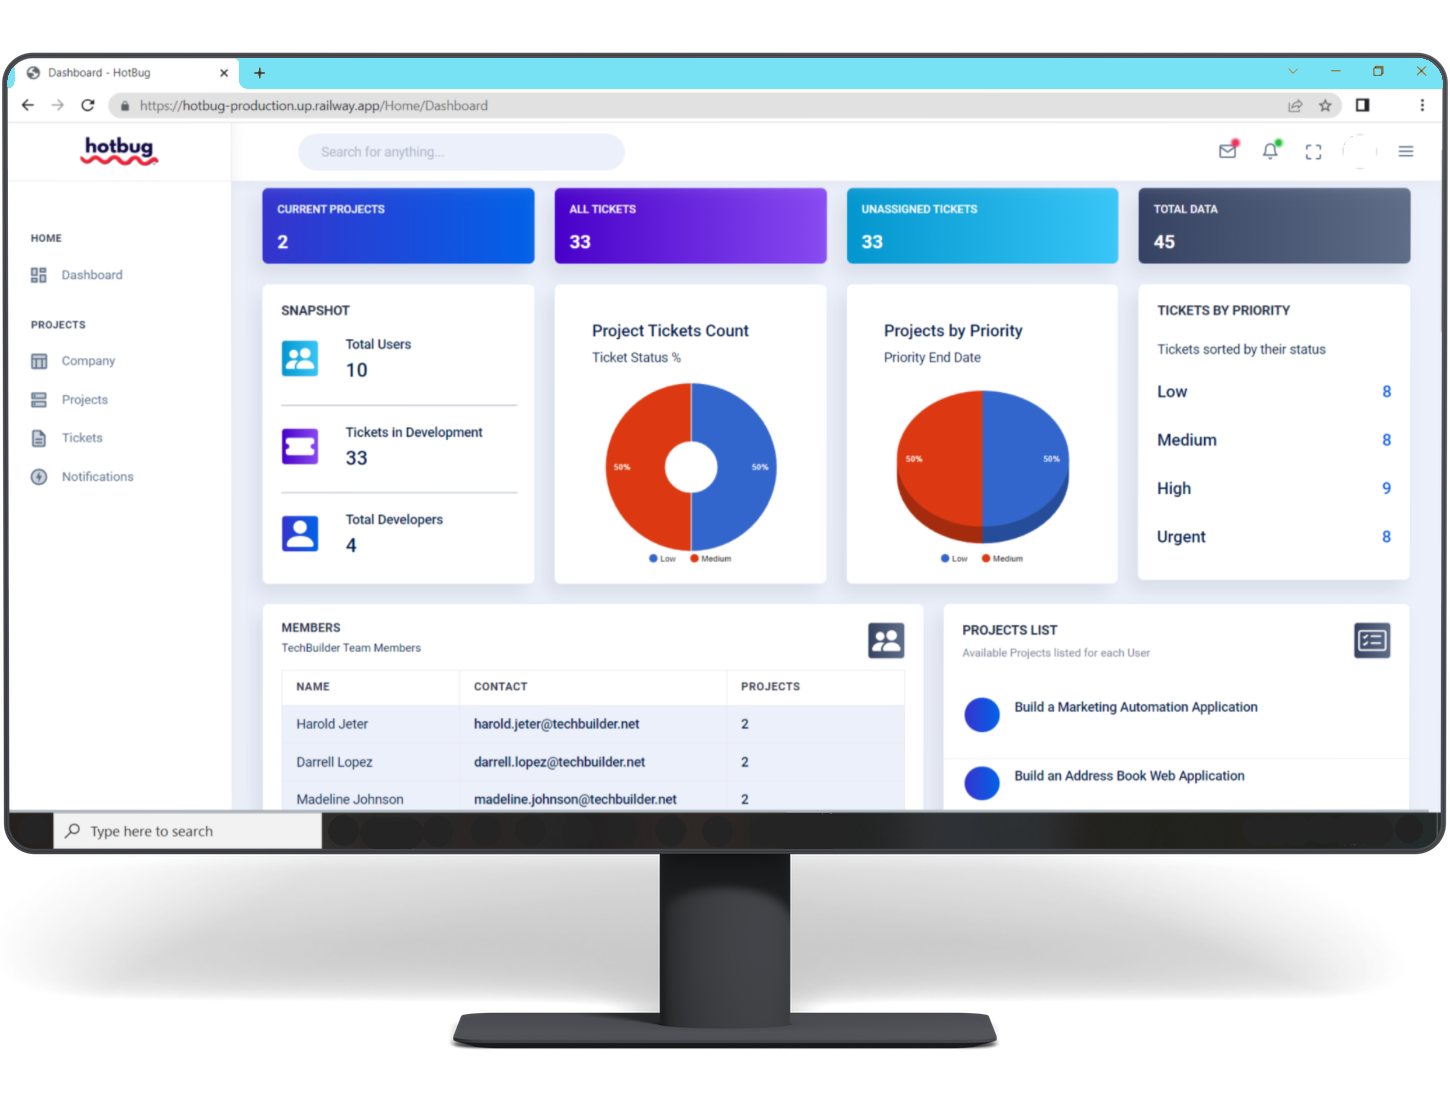 Dashboard - HotBug
https://hotbug-production.up.railway.app/Home/Dashboard
hotbug
Search for anything...
HOME
Dashboard
PROJECTS
Company
Projects
Tickets
Notifications
CURRENT PROJECTS
2
ALL TICKETS
33
UNASSIGNED TICKETS
33
TOTAL DATA
45
SNAPSHOT
Total Users
10
Tickets in Development
33
Total Developers
4
Project Tickets Count
Ticket Status %
50% 50%
Low Medium
Projects by Priority
Priority End Date
50% 50%
Low Medium
TICKETS BY PRIORITY
Tickets sorted by their status
Low 8
Medium 8
High 9
Urgent 8
MEMBERS
TechBuilder Team Members
NAME CONTACT PROJECTS
Harold Jeter harold.jeter@techbuilder.net 2
Darrell Lopez darrell.lopez@techbuilder.net 2
Madeline Johnson madeline.johnson@techbuilder.net 2
PROJECTS LIST
Available Projects listed for each User
Build a Marketing Automation Application
Build an Address Book Web Application
Type here to search